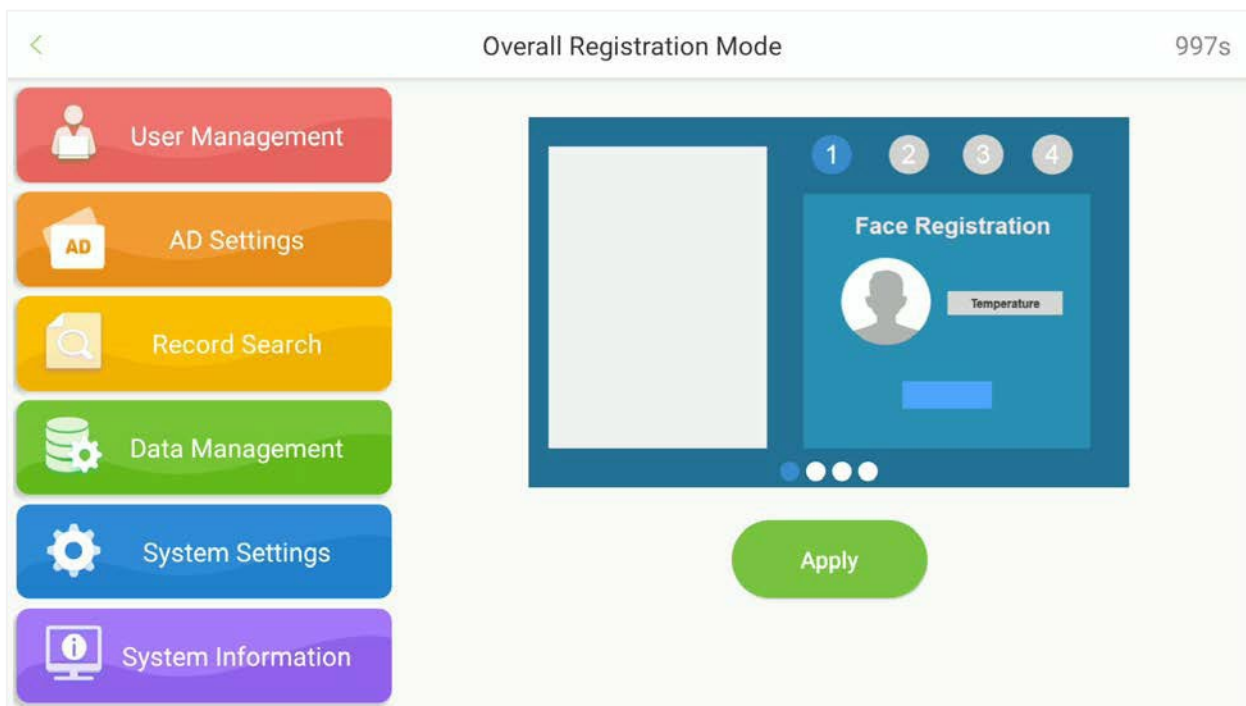 Overall Registration Mode
997s
User Management
AD
AD Settings
Record Search
Data Management
System Settings
System Information
1 2 3 4
Face Registration
Temperature
Apply